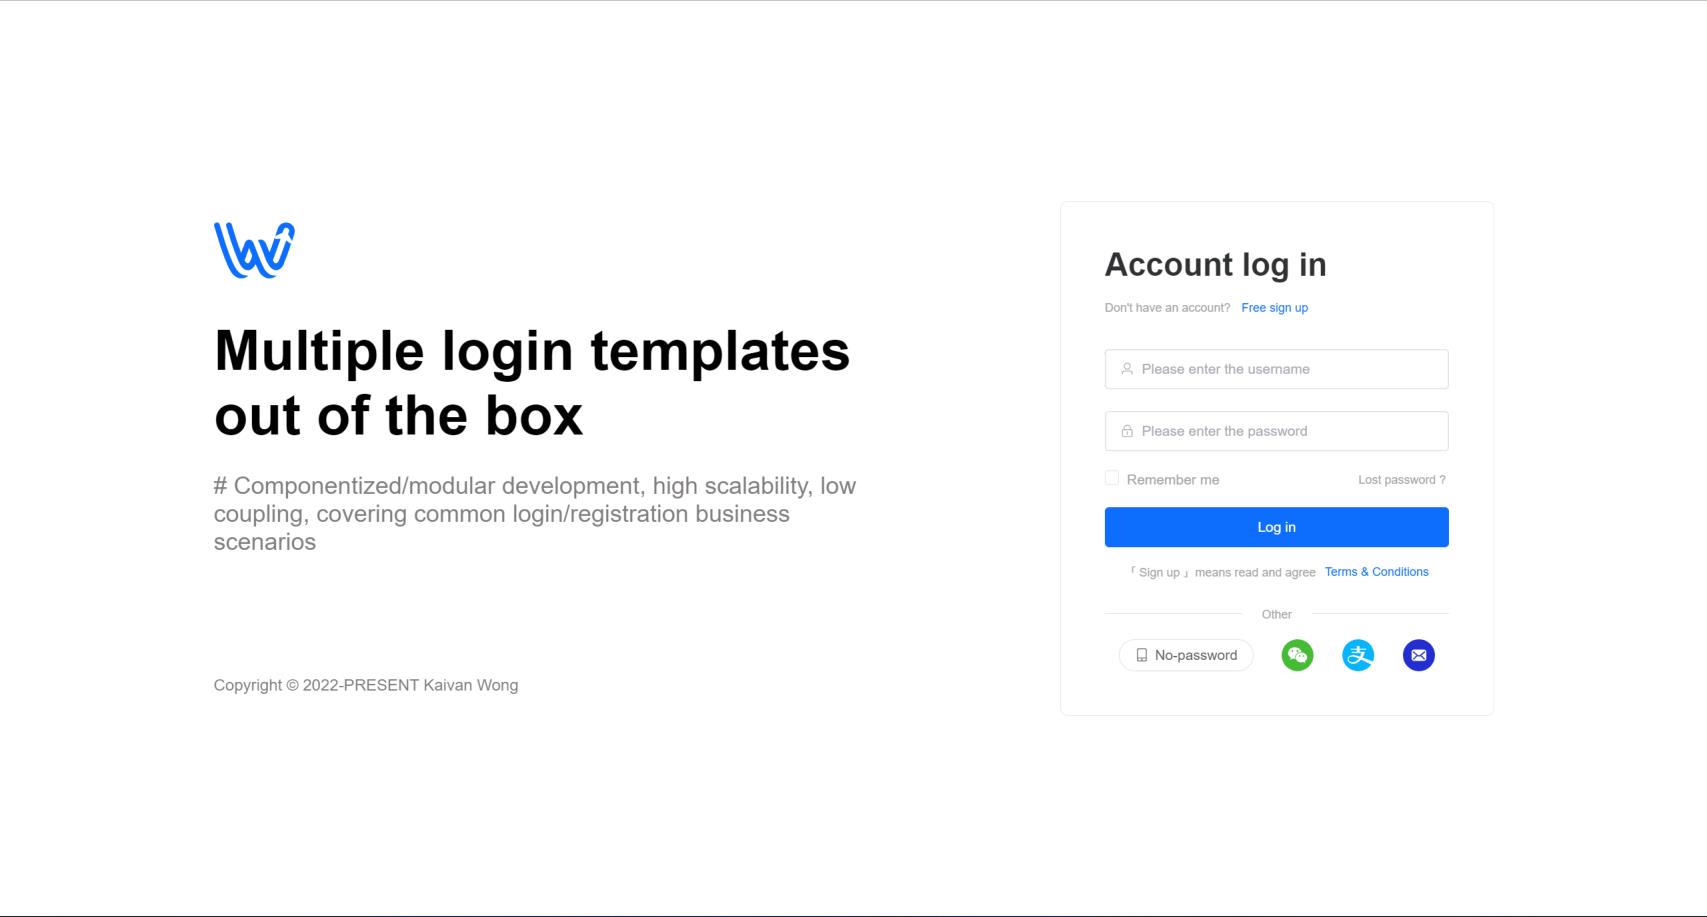 Multiple login templates
out of the box
# Componentized/modular development, high scalability, low
coupling, covering common login/registration business
scenarios
Copyright © 2022-PRESENT Kaivan Wong
Account log in
Don't have an account? Free sign up
Please enter the username
Please enter the password
Remember me Lost password ?
Log in
「 Sign up 」 means read and agree Terms & Conditions
Other
No-password 支